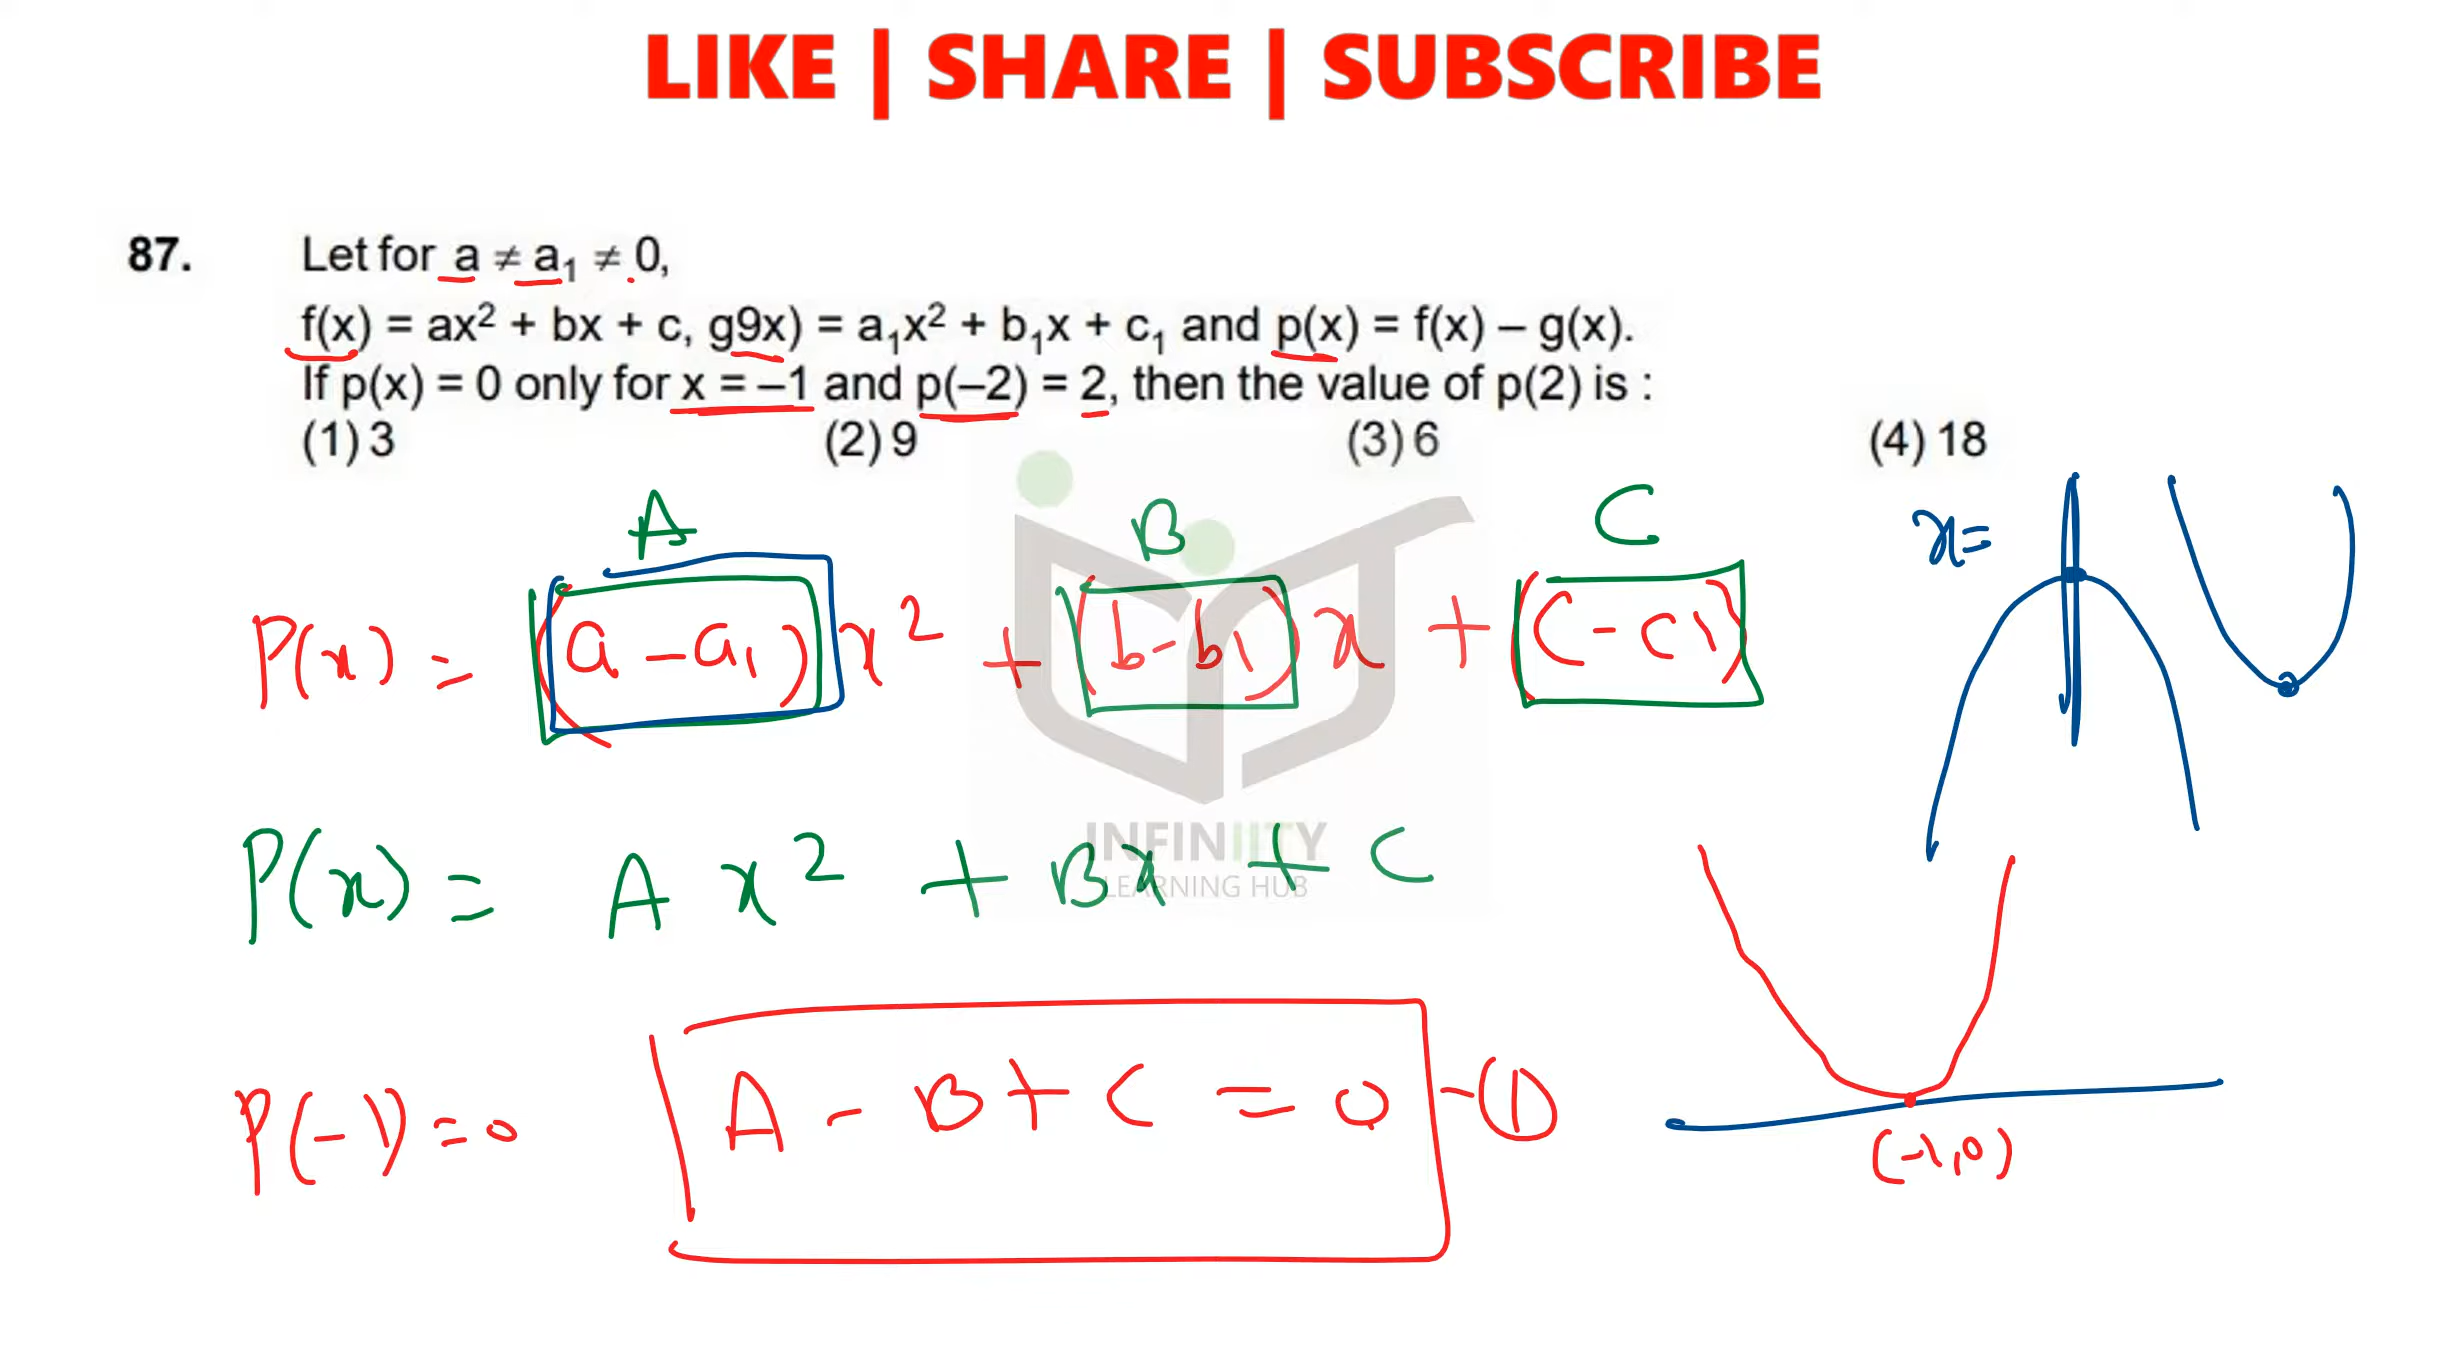 LIKE | SHARE | SUBSCRIBE
87. Let for a ≠ a₁ ≠ 0,
f(x) = ax² + bx + c, g9x) = a₁x² + b₁x + c₁ and p(x) = f(x) – g(x).
If p(x) = 0 only for x = –1 and p(–2) = 2, then the value of p(2) is :
(1) 3 (2) 9 (3) 6 (4) 18
A B C
x=
P(x) = (a – a₁) x² + (b – b₁) x + (C – C₁)
INFINIITY
LEARNING HUB
P(x) = A x² + Bx + C
P(–1) = 0 A – B + C = 0 – ①
(–1,0)